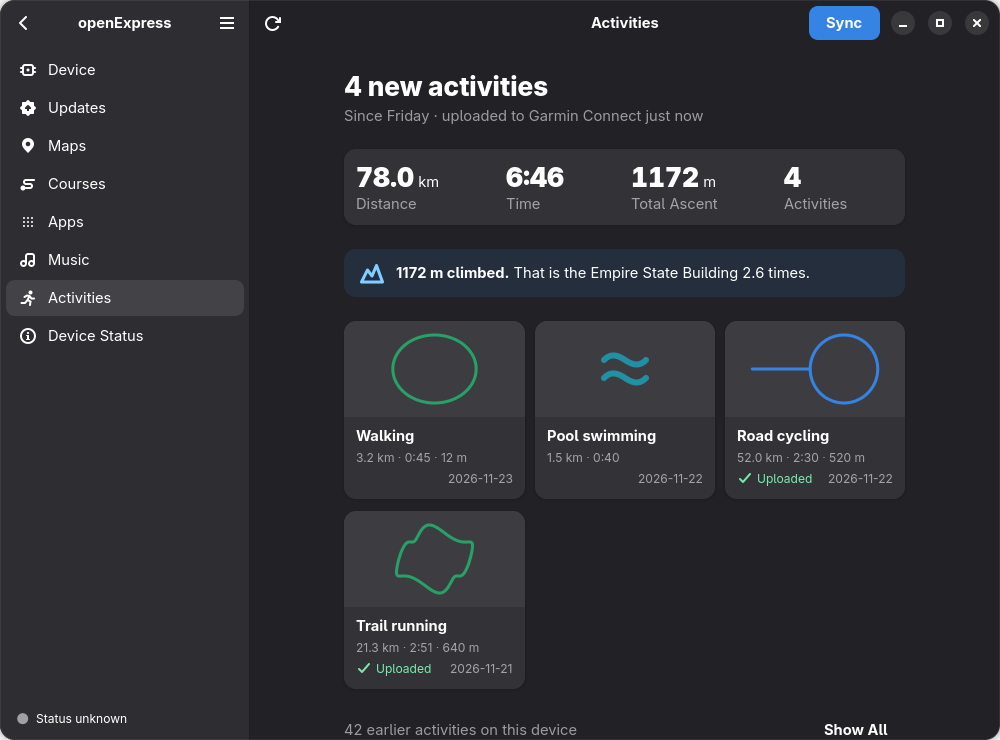 openExpress
Activities
Sync
Device
Updates
Maps
Courses
Apps
Music
Activities
Device Status
Status unknown
4 new activities
Since Friday · uploaded to Garmin Connect just now
78.0 km
Distance
6:46
Time
1172 m
Total Ascent
4
Activities
1172 m climbed. That is the Empire State Building 2.6 times.
Walking
3.2 km · 0:45 · 12 m
2026-11-23
Pool swimming
1.5 km · 0:40
2026-11-22
Road cycling
52.0 km · 2:30 · 520 m
Uploaded 2026-11-22
Trail running
21.3 km · 2:51 · 640 m
Uploaded 2026-11-21
42 earlier activities on this device
Show All